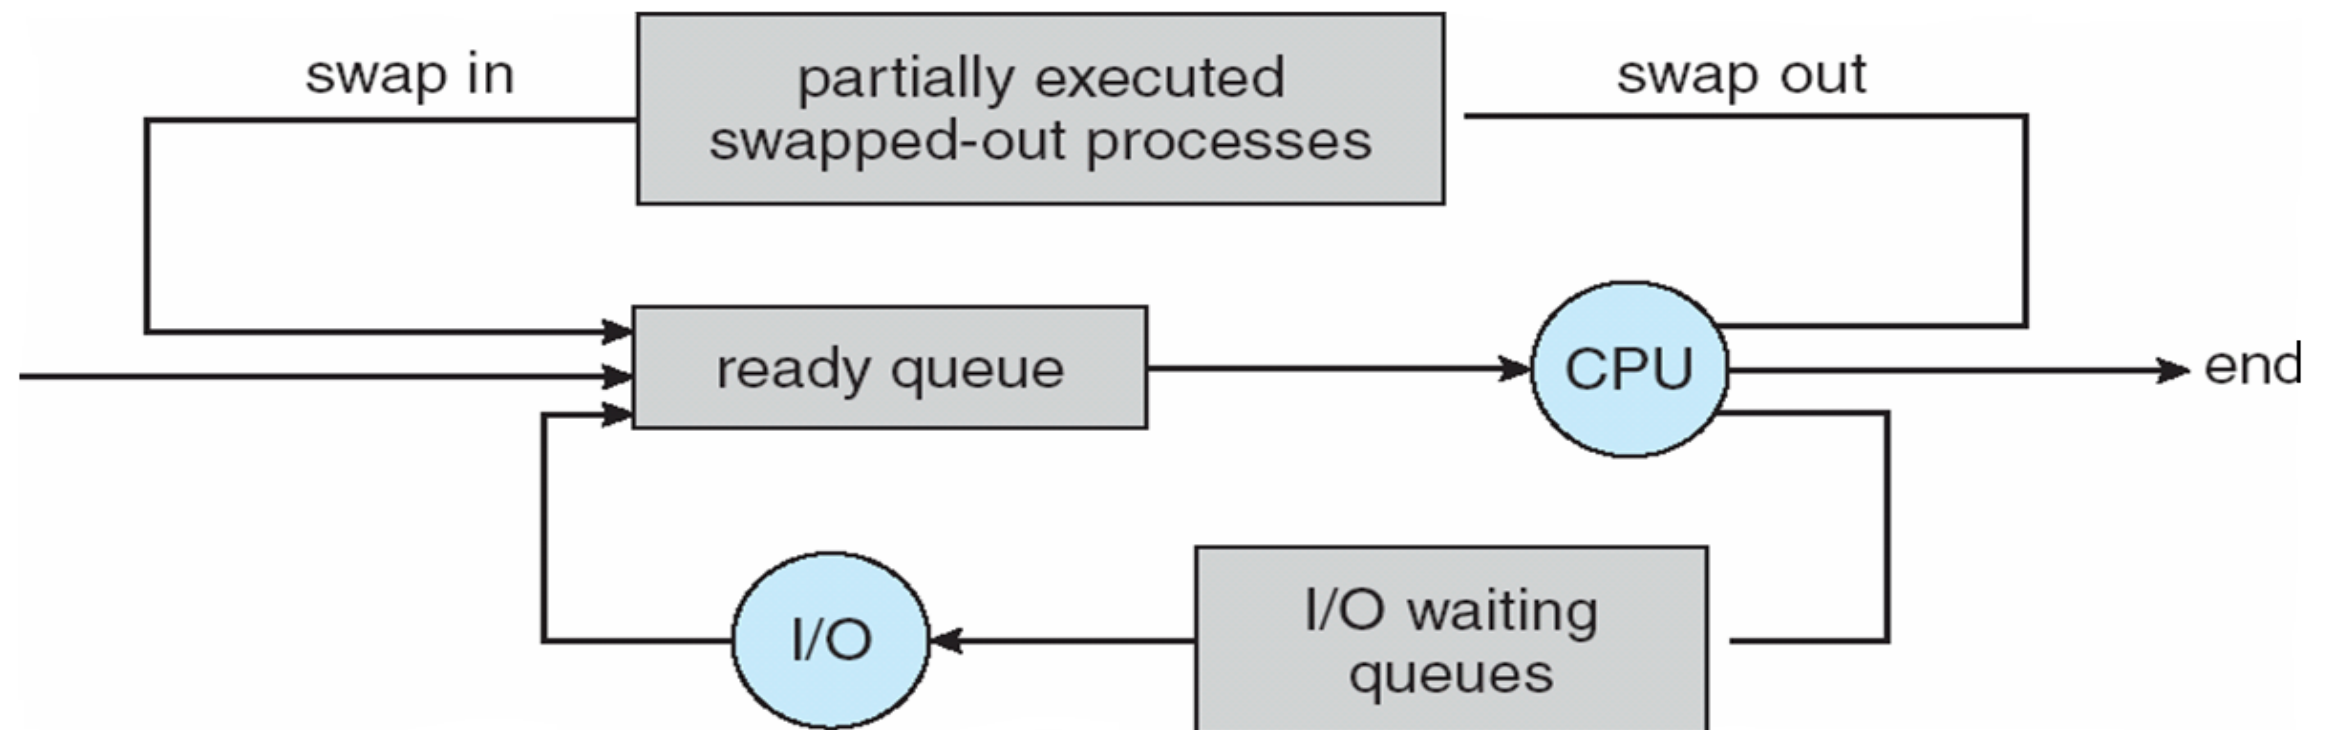 swap in
partially executed
swapped-out processes
swap out
ready queue
CPU
end
I/O
I/O waiting
queues